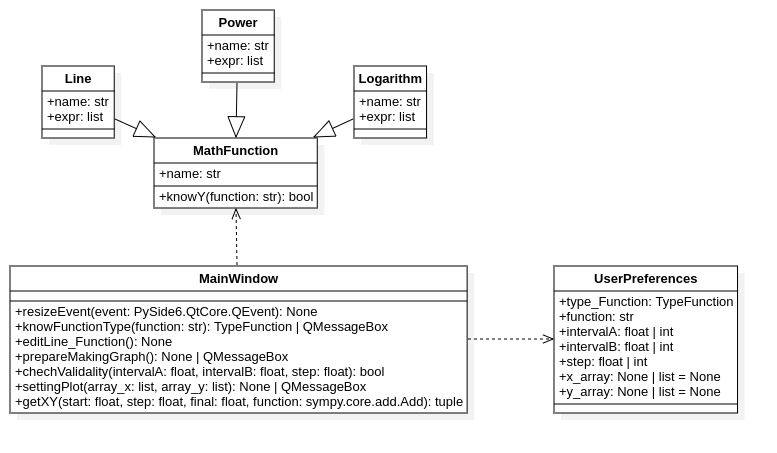 Power
+name: str
+expr: list
Line
+name: str
+expr: list
Logarithm
+name: str
+expr: list
MathFunction
+name: str
+knowY(function: str): bool
MainWindow
+resizeEvent(event: PySide6.QtCore.QEvent): None
+knowFunctionType(function: str): TypeFunction | QMessageBox
+editLine_Function(): None
+prepareMakingGraph(): None | QMessageBox
+chechValidality(intervalA: float, intervalB: float, step: float): bool
+settingPlot(array_x: list, array_y: list): None | QMessageBox
+getXY(start: float, step: float, final: float, function: sympy.core.add.Add): tuple
UserPreferences
+type_Function: TypeFunction
+function: str
+intervalA: float | int
+intervalB: float | int
+step: float | int
+x_array: None | list = None
+y_array: None | list = None